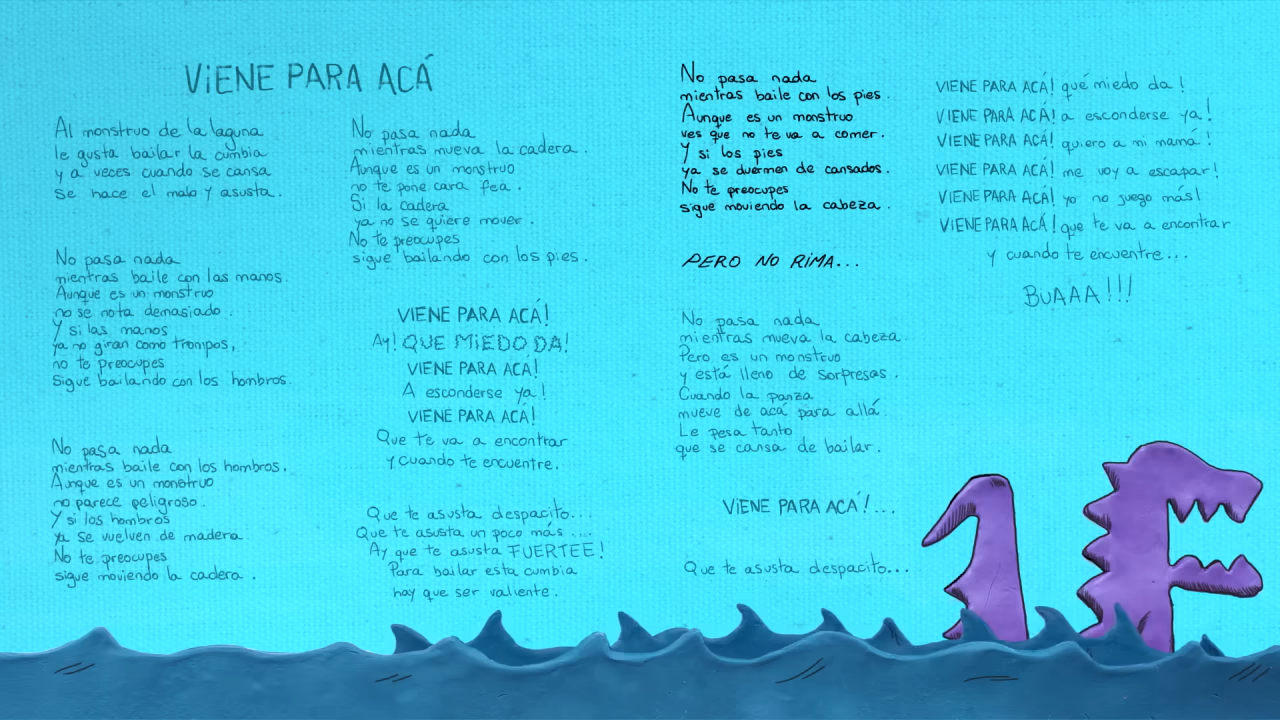 VIENE PARA ACÁ
Al monstruo de la laguna
le gusta bailar la cumbia
y a veces cuando se cansa
se hace el malo y asusta.
No pasa nada
mientras baile con las manos.
Aunque es un monstruo
no se nota demasiado.
Y si las manos
ya no giran como trompos,
no te preocupes
sigue bailando con los hombros.
No pasa nada
mientras baile con los hombros.
Aunque es un monstruo
no parece peligroso.
Y si los hombros
ya se vuelven de madera.
No te preocupes
sigue moviendo la cadera.
No pasa nada
mientras mueva la cadera.
Aunque es un monstruo
no te pone cara fea.
Si la cadera
ya no se quiere mover.
No te preocupes
sigue bailando con los pies.
VIENE PARA ACÁ!
Ay! QUE MIEDO DA!
VIENE PARA ACÁ!
A esconderse ya!
VIENE PARA ACÁ!
Que te va a encontrar
y cuando te encuentre.
Que te asusta despacito...
Que te asusta un poco más ....
Ay que te asusta FUERTEE!
Para bailar esta cumbia
hay que ser valiente.
No pasa nada
mientras baile con los pies.
Aunque es un monstruo
ves que no te va a comer.
Y si los pies
ya se duermen de cansados.
No te preocupes
sigue moviendo la cabeza.
PERO NO RIMA...
No pasa nada
mientras mueva la cabeza.
Pero es un monstruo
y está lleno de sorpresas.
Cuando la panza
mueve de acá para allá.
Le pesa tanto
que se cansa de bailar.
VIENE PARA ACÁ!...
Que te asusta despacito...
VIENE PARA ACÁ! qué miedo da!
VIENE PARA ACÁ! a esconderse ya!
VIENE PARA ACÁ! quiero a mi mamá!
VIENE PARA ACÁ! me voy a escapar!
VIENE PARA ACÁ! yo no juego más!
VIENE PARA ACÁ! que te va a encontrar
y cuando te encuentre...
BUAAA!!!
1F